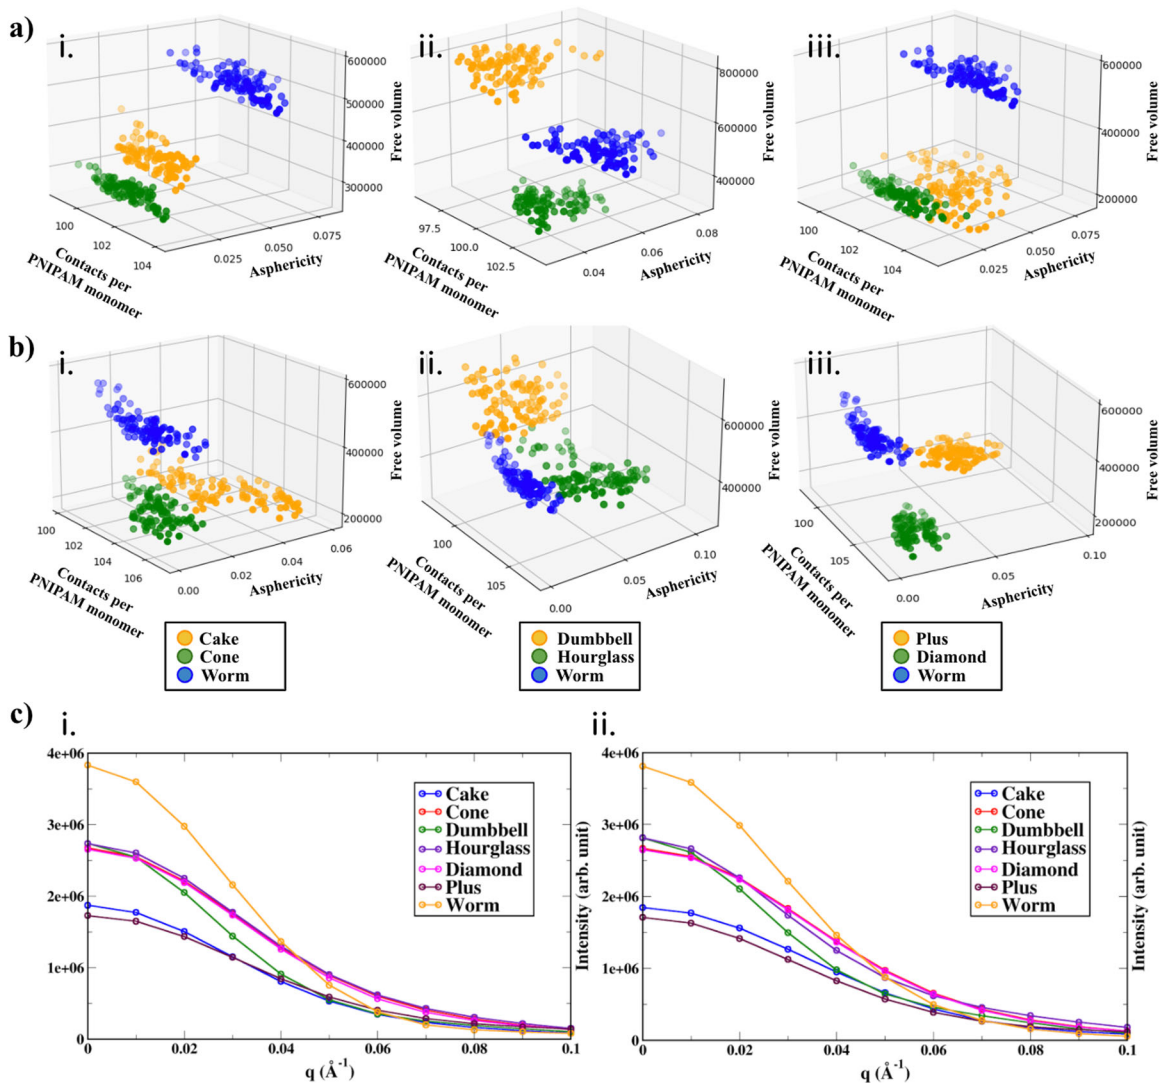 a)
i.
600000
500000
400000
300000
Free volume
100
102
104
0.025
0.050
0.075
Contacts per
PNIPAM monomer
Asphericity
ii.
800000
600000
400000
Free volume
97.5
100.0
102.5
0.04
0.06
0.08
Contacts per
PNIPAM monomer
Asphericity
iii.
600000
400000
200000
Free volume
100
102
104
0.025
0.050
0.075
Contacts per
PNIPAM monomer
Asphericity
b)
i.
600000
400000
200000
Free volume
100
102
104
106
0.00
0.02
0.04
0.06
Contacts per
PNIPAM monomer
Asphericity
ii.
600000
400000
Free volume
100
105
0.00
0.05
0.10
Contacts per
PNIPAM monomer
Asphericity
iii.
600000
400000
200000
Free volume
100
105
0.00
0.05
0.10
Contacts per
PNIPAM monomer
Asphericity
Cake
Cone
Worm
Dumbbell
Hourglass
Worm
Plus
Diamond
Worm
c)
i.
4e+06
3e+06
2e+06
1e+06
0
0 0.02 0.04 0.06 0.08 0.1
q (Å-1)
Cake
Cone
Dumbbell
Hourglass
Diamond
Plus
Worm
Intensity (arb. unit)
ii.
4e+06
3e+06
2e+06
1e+06
0
0 0.02 0.04 0.06 0.08 0.1
q (Å-1)
Cake
Cone
Dumbbell
Hourglass
Diamond
Plus
Worm
Intensity (arb. unit)